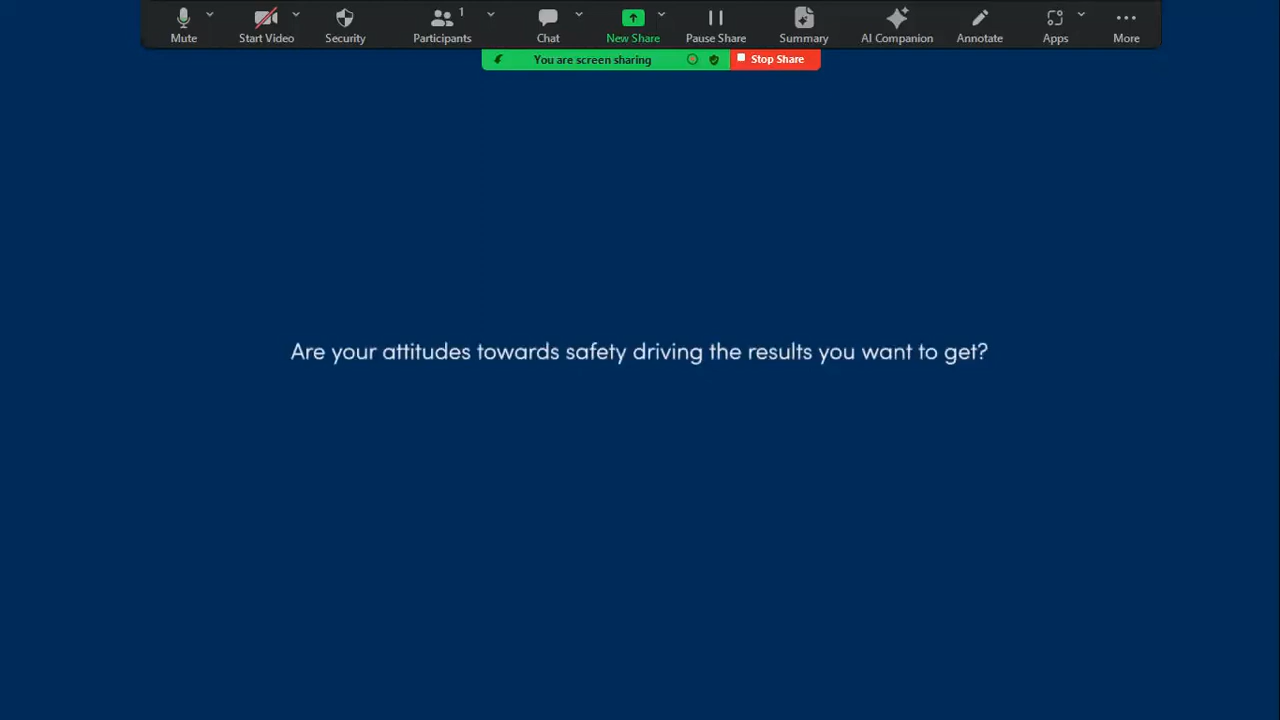 Mute
Start Video
Security
Participants
1
Chat
New Share
Pause Share
Summary
AI Companion
Annotate
Apps
More
You are screen sharing
Stop Share
Are your attitudes towards safety driving the results you want to get?